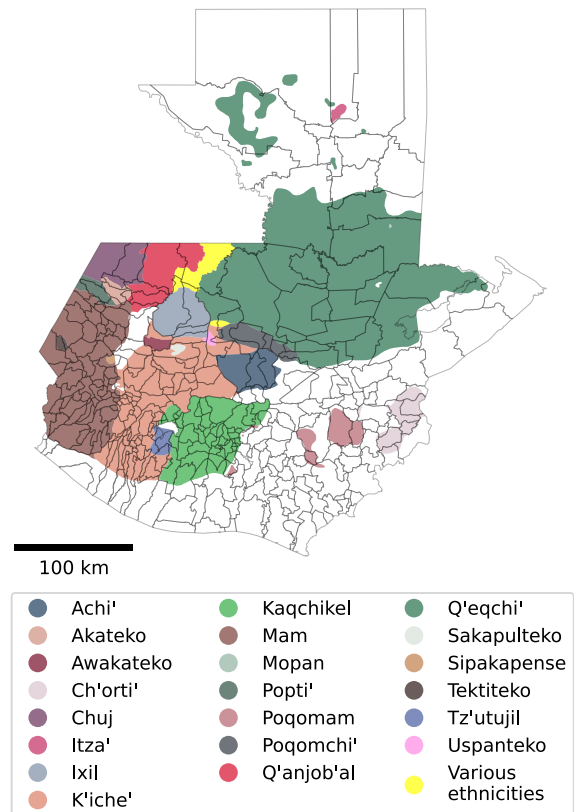 100 km
Achi'
Akateko
Awakateko
Ch'orti'
Chuj
Itza'
Ixil
K'iche'
Kaqchikel
Mam
Mopan
Popti'
Poqomam
Poqomchi'
Q'anjob'al
Q'eqchi'
Sakapulteko
Sipakapense
Tektiteko
Tz'utujil
Uspanteko
Various
ethnicities